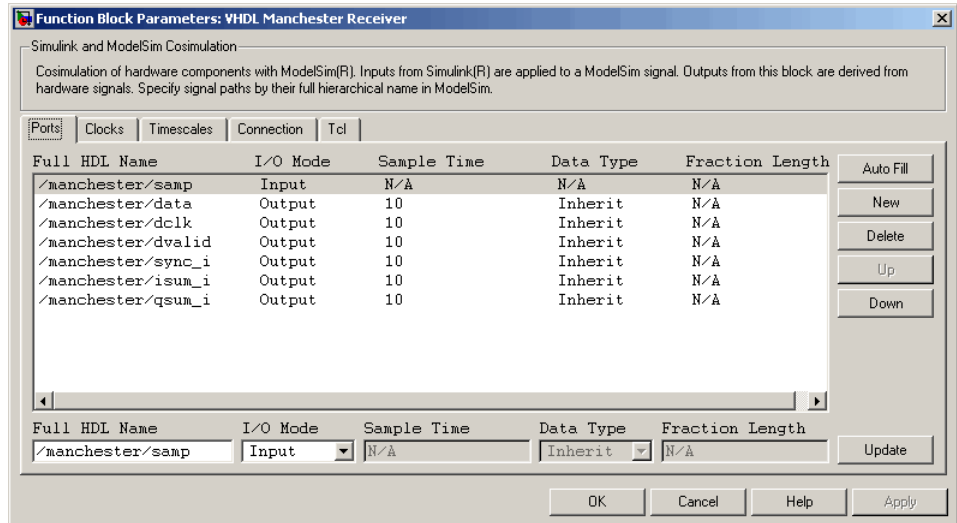 Function Block Parameters: VHDL Manchester Receiver
Simulink and ModelSim Cosimulation
Cosimulation of hardware components with ModelSim(R). Inputs from Simulink(R) are applied to a ModelSim signal. Outputs from this block are derived from
hardware signals. Specify signal paths by their full hierarchical name in ModelSim.
Ports Clocks Timescales Connection Tcl
Full HDL Name I/O Mode Sample Time Data Type Fraction Length
/manchester/samp Input N/A N/A N/A
/manchester/data Output 10 Inherit N/A
/manchester/dclk Output 10 Inherit N/A
/manchester/dvalid Output 10 Inherit N/A
/manchester/sync_i Output 10 Inherit N/A
/manchester/isum_i Output 10 Inherit N/A
/manchester/qsum_i Output 10 Inherit N/A
Auto Fill
New
Delete
Up
Down
Full HDL Name I/O Mode Sample Time Data Type Fraction Length
/manchester/samp Input N/A Inherit N/A Update
OK Cancel Help Apply